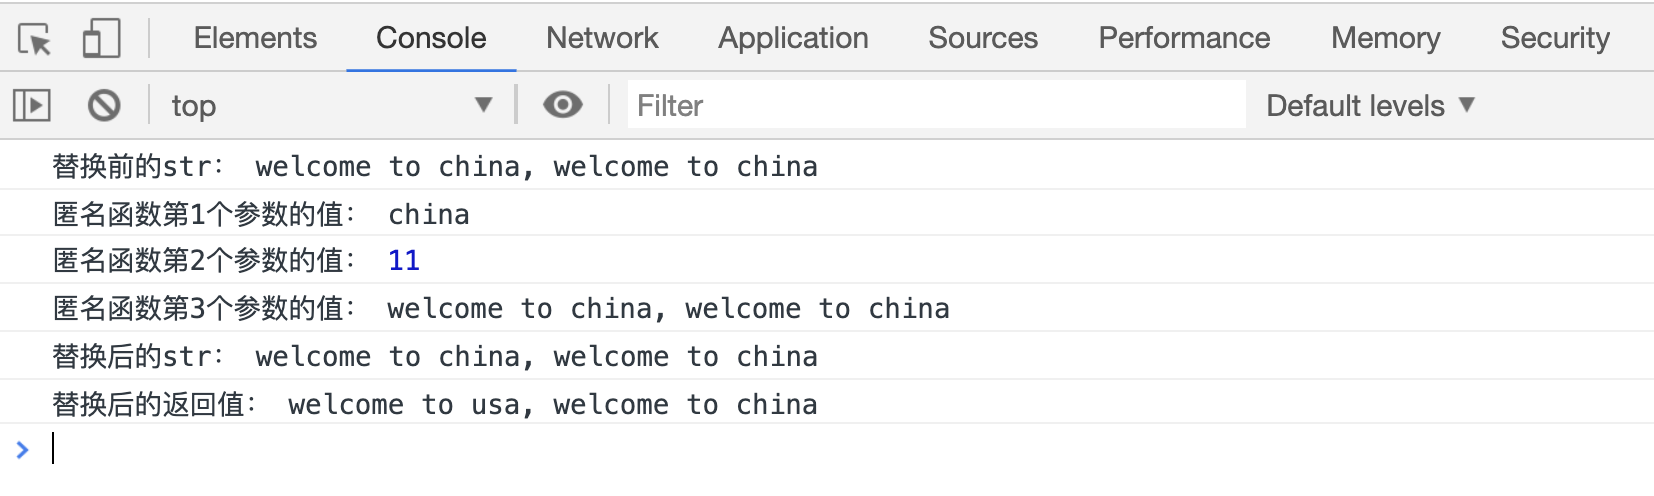 Elements Console Network Application Sources Performance Memory Security
top Filter Default levels
替换前的str： welcome to china, welcome to china
匿名函数第1个参数的值： china
匿名函数第2个参数的值： 11
匿名函数第3个参数的值： welcome to china, welcome to china
替换后的str： welcome to china, welcome to china
替换后的返回值： welcome to usa, welcome to china